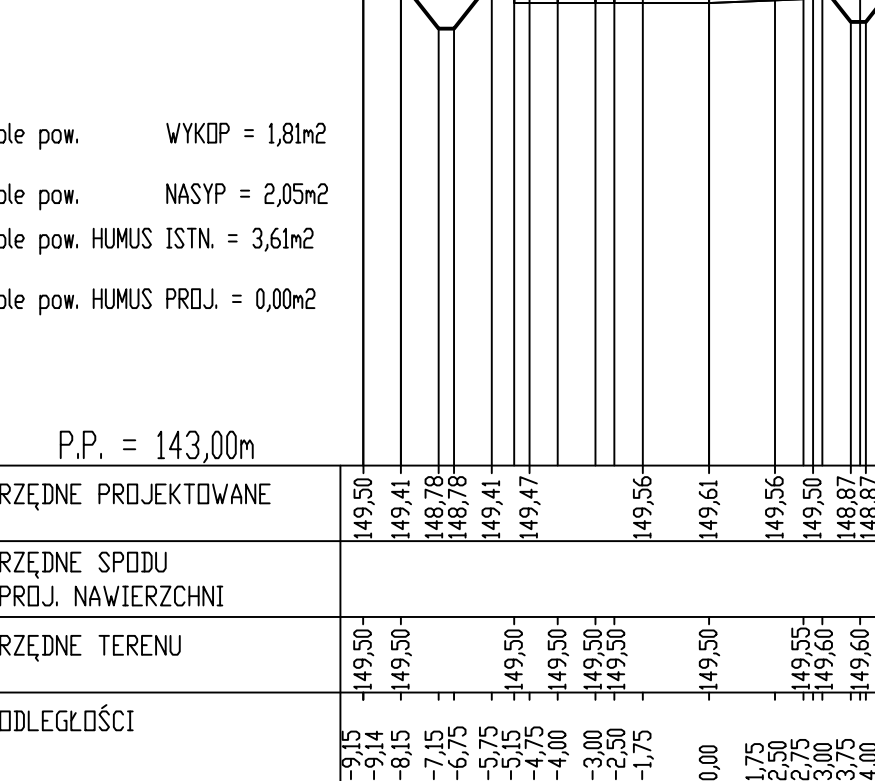 ple pow. WYKOP = 1,81m2
ple pow. NASYP = 2,05m2
ple pow. HUMUS ISTN. = 3,61m2
ple pow. HUMUS PROJ. = 0,00m2
P.P. = 143,00m
RZĘDNE PROJEKTOWANE 149,50 149,41 148,78 148,78 149,41 149,47 149,56 149,61 149,56 149,50 148,87 148,87
RZĘDNE SPODU
PROJ. NAWIERZCHNI
RZĘDNE TERENU 149,50 149,50 149,50 149,50 149,50 149,50 149,50 149,55 149,60 149,60
ODLEGŁOŚCI -9,15 -9,14 -8,15 -7,15 -6,75 -5,75 -5,15 -4,75 -4,00 -3,00 -2,50 -1,75 0,00 1,75 2,50 2,75 3,00 3,75 4,00